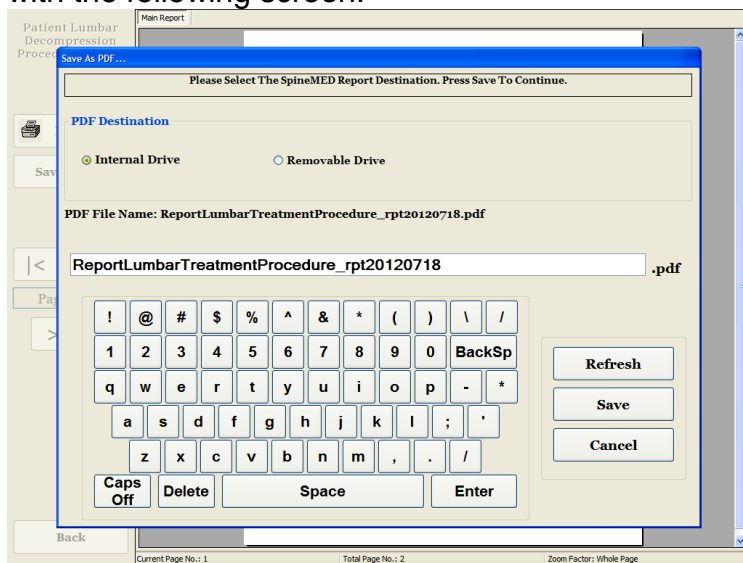 with the following screen:
Main Report
Patient Lumbar
Decompression
Save As PDF...
Please Select The SpineMED Report Destination. Press Save To Continue.
PDF Destination
Internal Drive
Removable Drive
PDF File Name: ReportLumbarTreatmentProcedure_rpt20120718.pdf
ReportLumbarTreatmentProcedure_rpt20120718
.pdf
|<
>
! @ # $ % ^ & * ( ) \ /
1 2 3 4 5 6 7 8 9 0 BackSp
q w e r t y u i o p - *
a s d f g h j k l ; '
z x c v b n m , . /
Caps Off Delete Space Enter
Refresh
Save
Cancel
Back
Current Page No.: 1
Total Page No.: 2
Zoom Factor: Whole Page